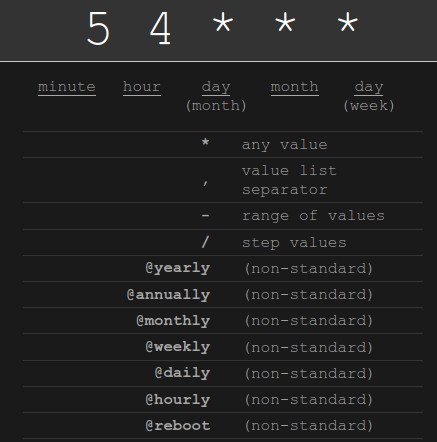 5 4 * * *
minute hour day month day
(month) (week)
* any value
, value list
separator
- range of values
/ step values
@yearly (non-standard)
@annually (non-standard)
@monthly (non-standard)
@weekly (non-standard)
@daily (non-standard)
@hourly (non-standard)
@reboot (non-standard)